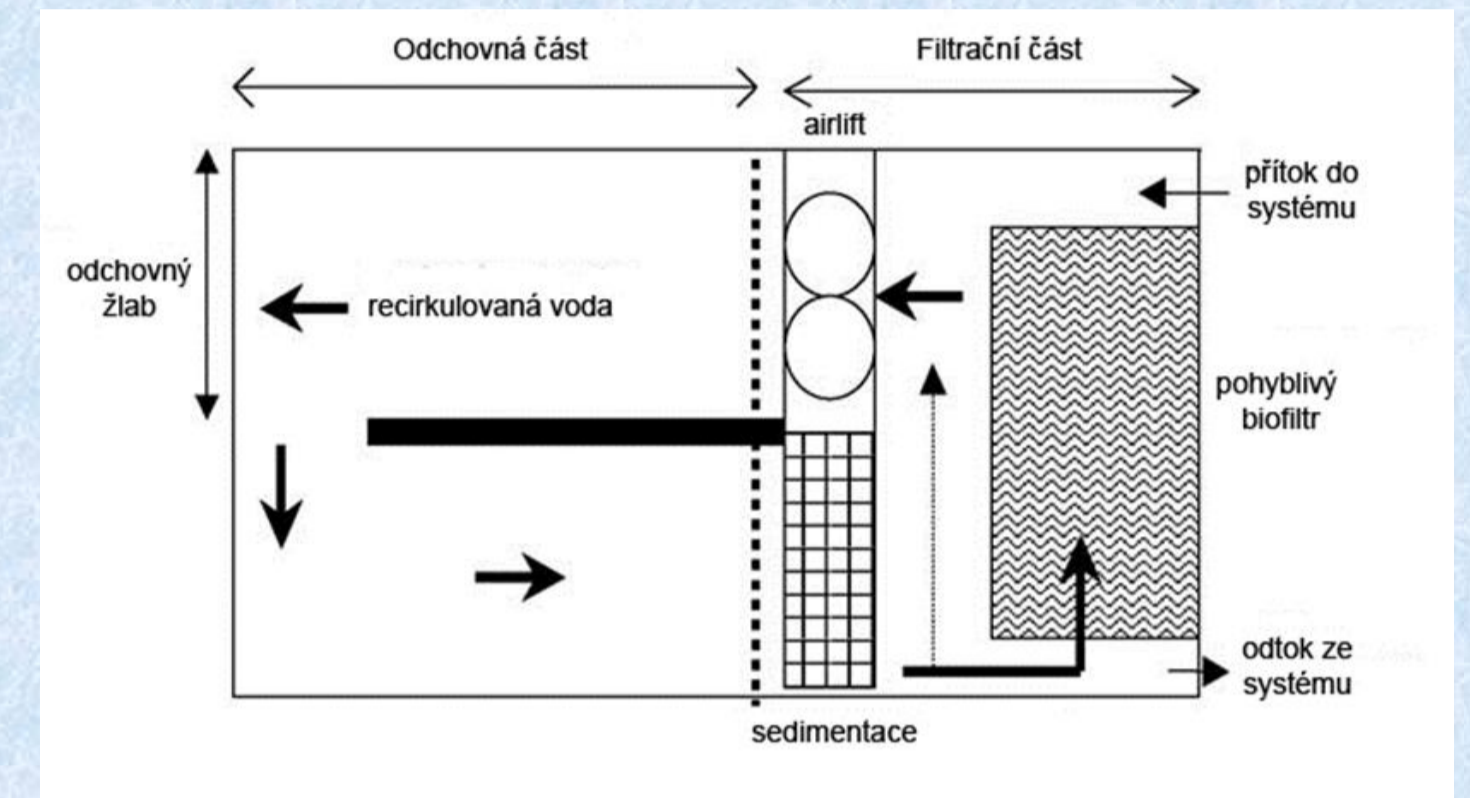 Odchovná část
Filtrační část
airlift
přítok do
systému
odchovný
žlab
recirkulovaná voda
pohyblivý
biofiltr
odtok ze
systému
sedimentace